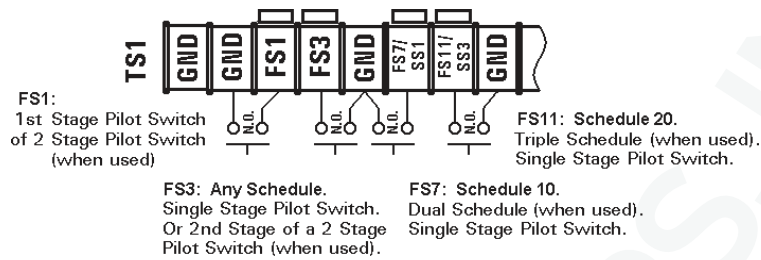 TS1
GND
GND
FS1
FS3
GND
FS7/
SS1
FS11/
SS3
GND
N.O.
N.O.
N.O.
N.O.
FS1:
1st Stage Pilot Switch
of 2 Stage Pilot Switch
(when used)
FS11: Schedule 20.
Triple Schedule (when used).
Single Stage Pilot Switch.
FS3: Any Schedule.
Single Stage Pilot Switch.
Or 2nd Stage of a 2 Stage
Pilot Switch (when used).
FS7: Schedule 10.
Dual Schedule (when used).
Single Stage Pilot Switch.